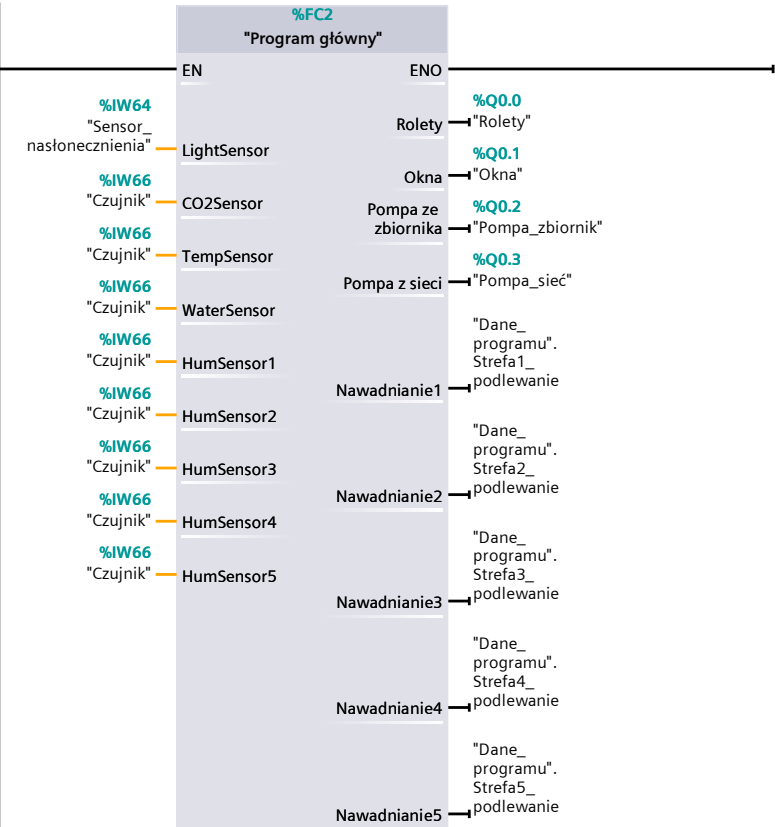 %FC2
"Program główny"
EN
ENO
%IW64
"Sensor_
nasłonecznienia"
LightSensor
%IW66
"Czujnik"
CO2Sensor
%IW66
"Czujnik"
TempSensor
%IW66
"Czujnik"
WaterSensor
%IW66
"Czujnik"
HumSensor1
%IW66
"Czujnik"
HumSensor2
%IW66
"Czujnik"
HumSensor3
%IW66
"Czujnik"
HumSensor4
%IW66
"Czujnik"
HumSensor5
Rolety
%Q0.0
"Rolety"
Okna
%Q0.1
"Okna"
Pompa ze
zbiornika
%Q0.2
"Pompa_zbiornik"
Pompa z sieci
%Q0.3
"Pompa_sieć"
Nawadnianie1
"Dane_
programu".
Strefa1_
podlewanie
Nawadnianie2
"Dane_
programu".
Strefa2_
podlewanie
Nawadnianie3
"Dane_
programu".
Strefa3_
podlewanie
Nawadnianie4
"Dane_
programu".
Strefa4_
podlewanie
Nawadnianie5
"Dane_
programu".
Strefa5_
podlewanie